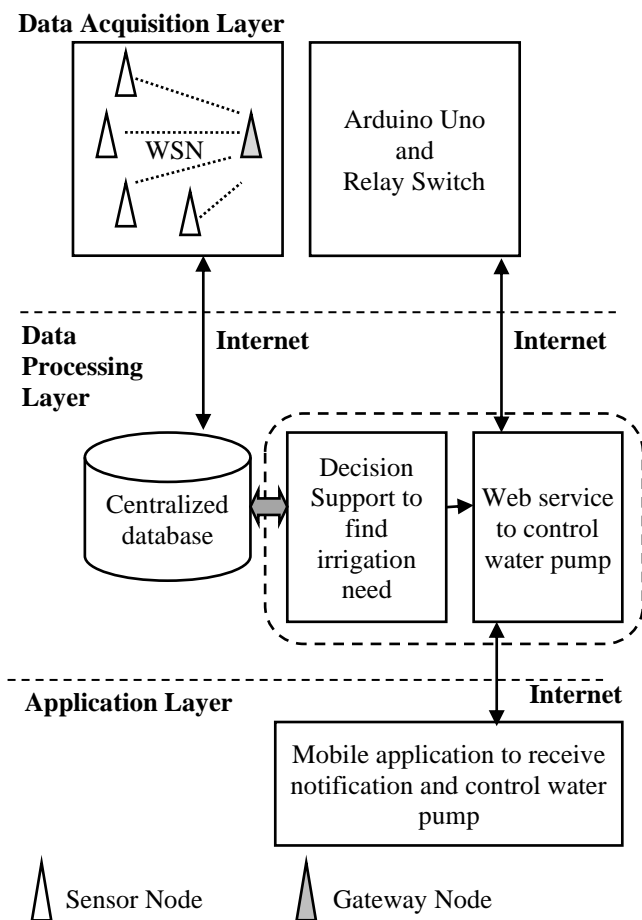 Data Acquisition Layer
WSN
Arduino Uno
and
Relay Switch
Internet
Internet
Data
Processing
Layer
Centralized
database
Decision
Support to
find
irrigation
need
Web service
to control
water pump
Application Layer
Internet
Mobile application to receive
notification and control water
pump
Sensor Node
Gateway Node